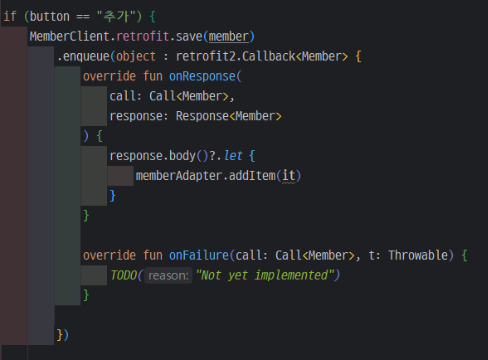 if (button == "추가") {
    MemberClient.retrofit.save(member)
        .enqueue(object : retrofit2.Callback<Member> {
            override fun onResponse(
                call: Call<Member>,
                response: Response<Member>
            ) {
                response.body()?.let {
                    memberAdapter.addItem(it)
                }
            }

            override fun onFailure(call: Call<Member>, t: Throwable) {
                TODO( reason: "Not yet implemented")
            }

        })